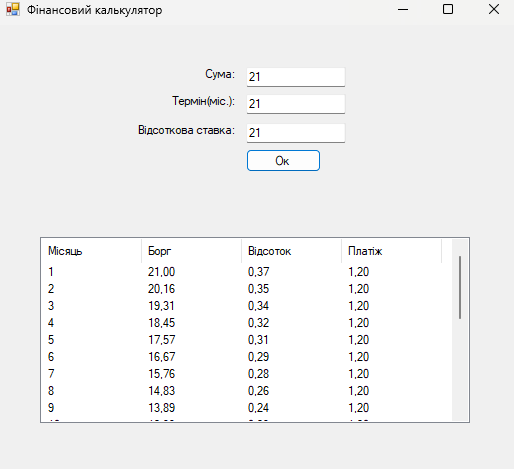 Фінансовий калькулятор
Сума: 21
Термін(міс.): 21
Відсоткова ставка: 21
Ок
Місяць Борг Відсоток Платіж
1 21,00 0,37 1,20
2 20,16 0,35 1,20
3 19,31 0,34 1,20
4 18,45 0,32 1,20
5 17,57 0,31 1,20
6 16,67 0,29 1,20
7 15,76 0,28 1,20
8 14,83 0,26 1,20
9 13,89 0,24 1,20